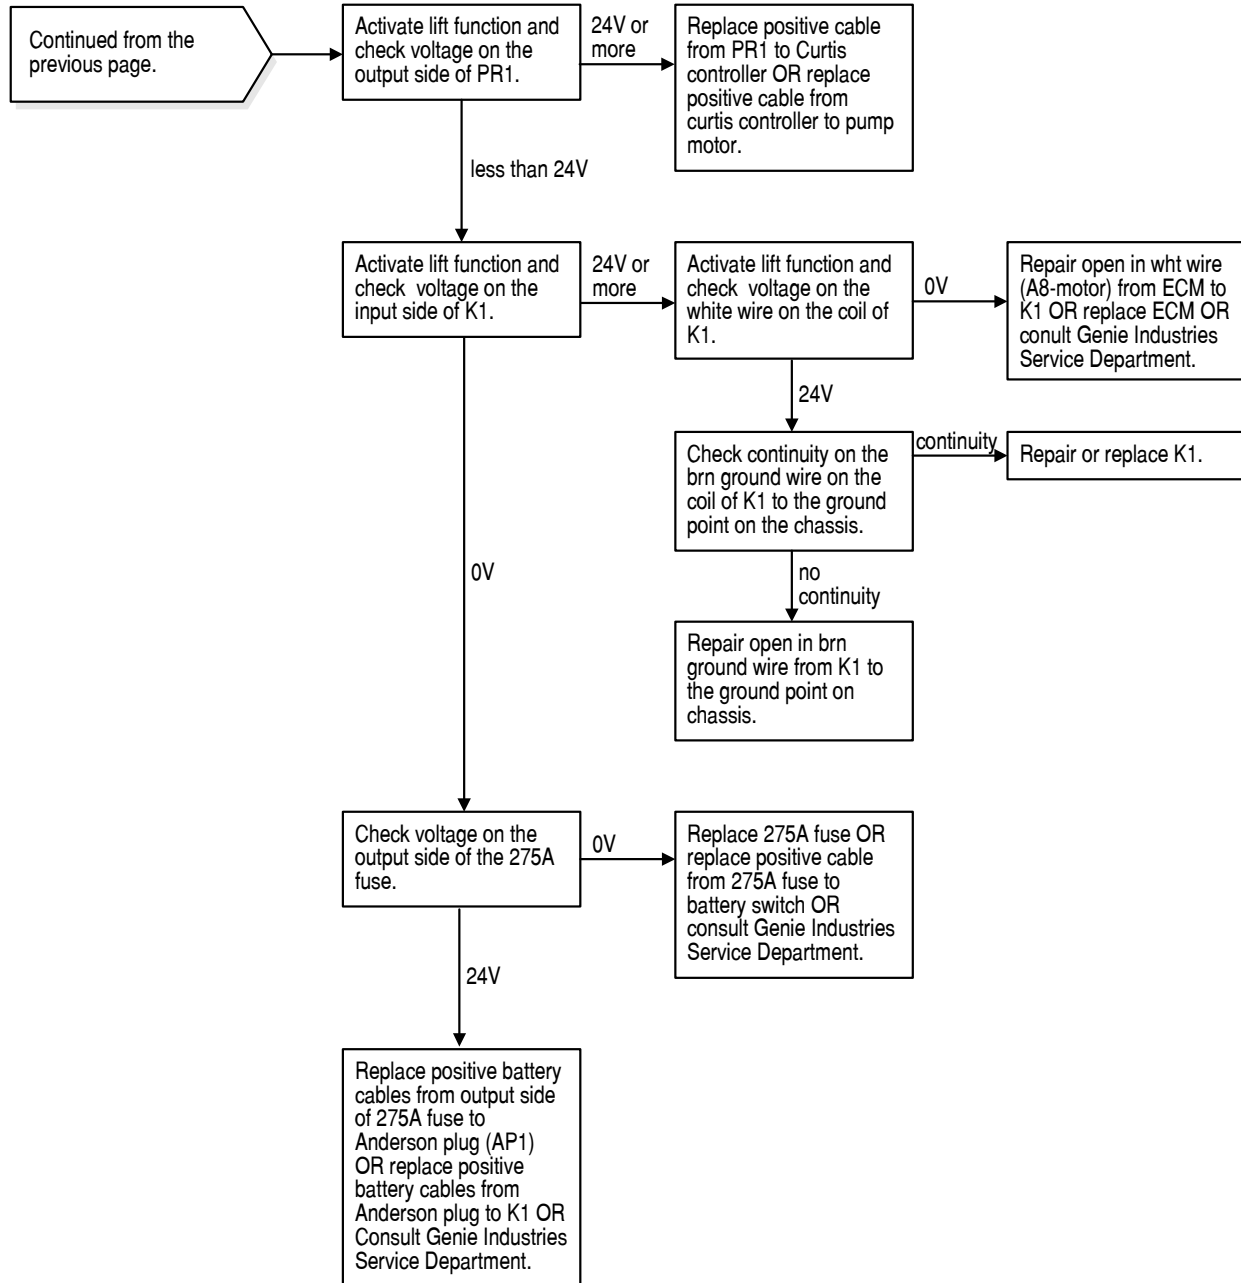 Continued from the
previous page.
Activate lift function and
check voltage on the
output side of PR1.
24V or
more
Replace positive cable
from PR1 to Curtis
controller OR replace
positive cable from
curtis controller to pump
motor.
less than 24V
Activate lift function and
check voltage on the
input side of K1.
24V or
more
Activate lift function and
check voltage on the
white wire on the coil of
K1.
0V
Repair open in wht wire
(A8-motor) from ECM to
K1 OR replace ECM OR
conult Genie Industries
Service Department.
24V
Check continuity on the
brn ground wire on the
coil of K1 to the ground
point on the chassis.
continuity
Repair or replace K1.
no
continuity
Repair open in brn
ground wire from K1 to
the ground point on
chassis.
0V
Check voltage on the
output side of the 275A
fuse.
0V
Replace 275A fuse OR
replace positive cable
from 275A fuse to
battery switch OR
consult Genie Industries
Service Department.
24V
Replace positive battery
cables from output side
of 275A fuse to
Anderson plug (AP1)
OR replace positive
battery cables from
Anderson plug to K1 OR
Consult Genie Industries
Service Department.